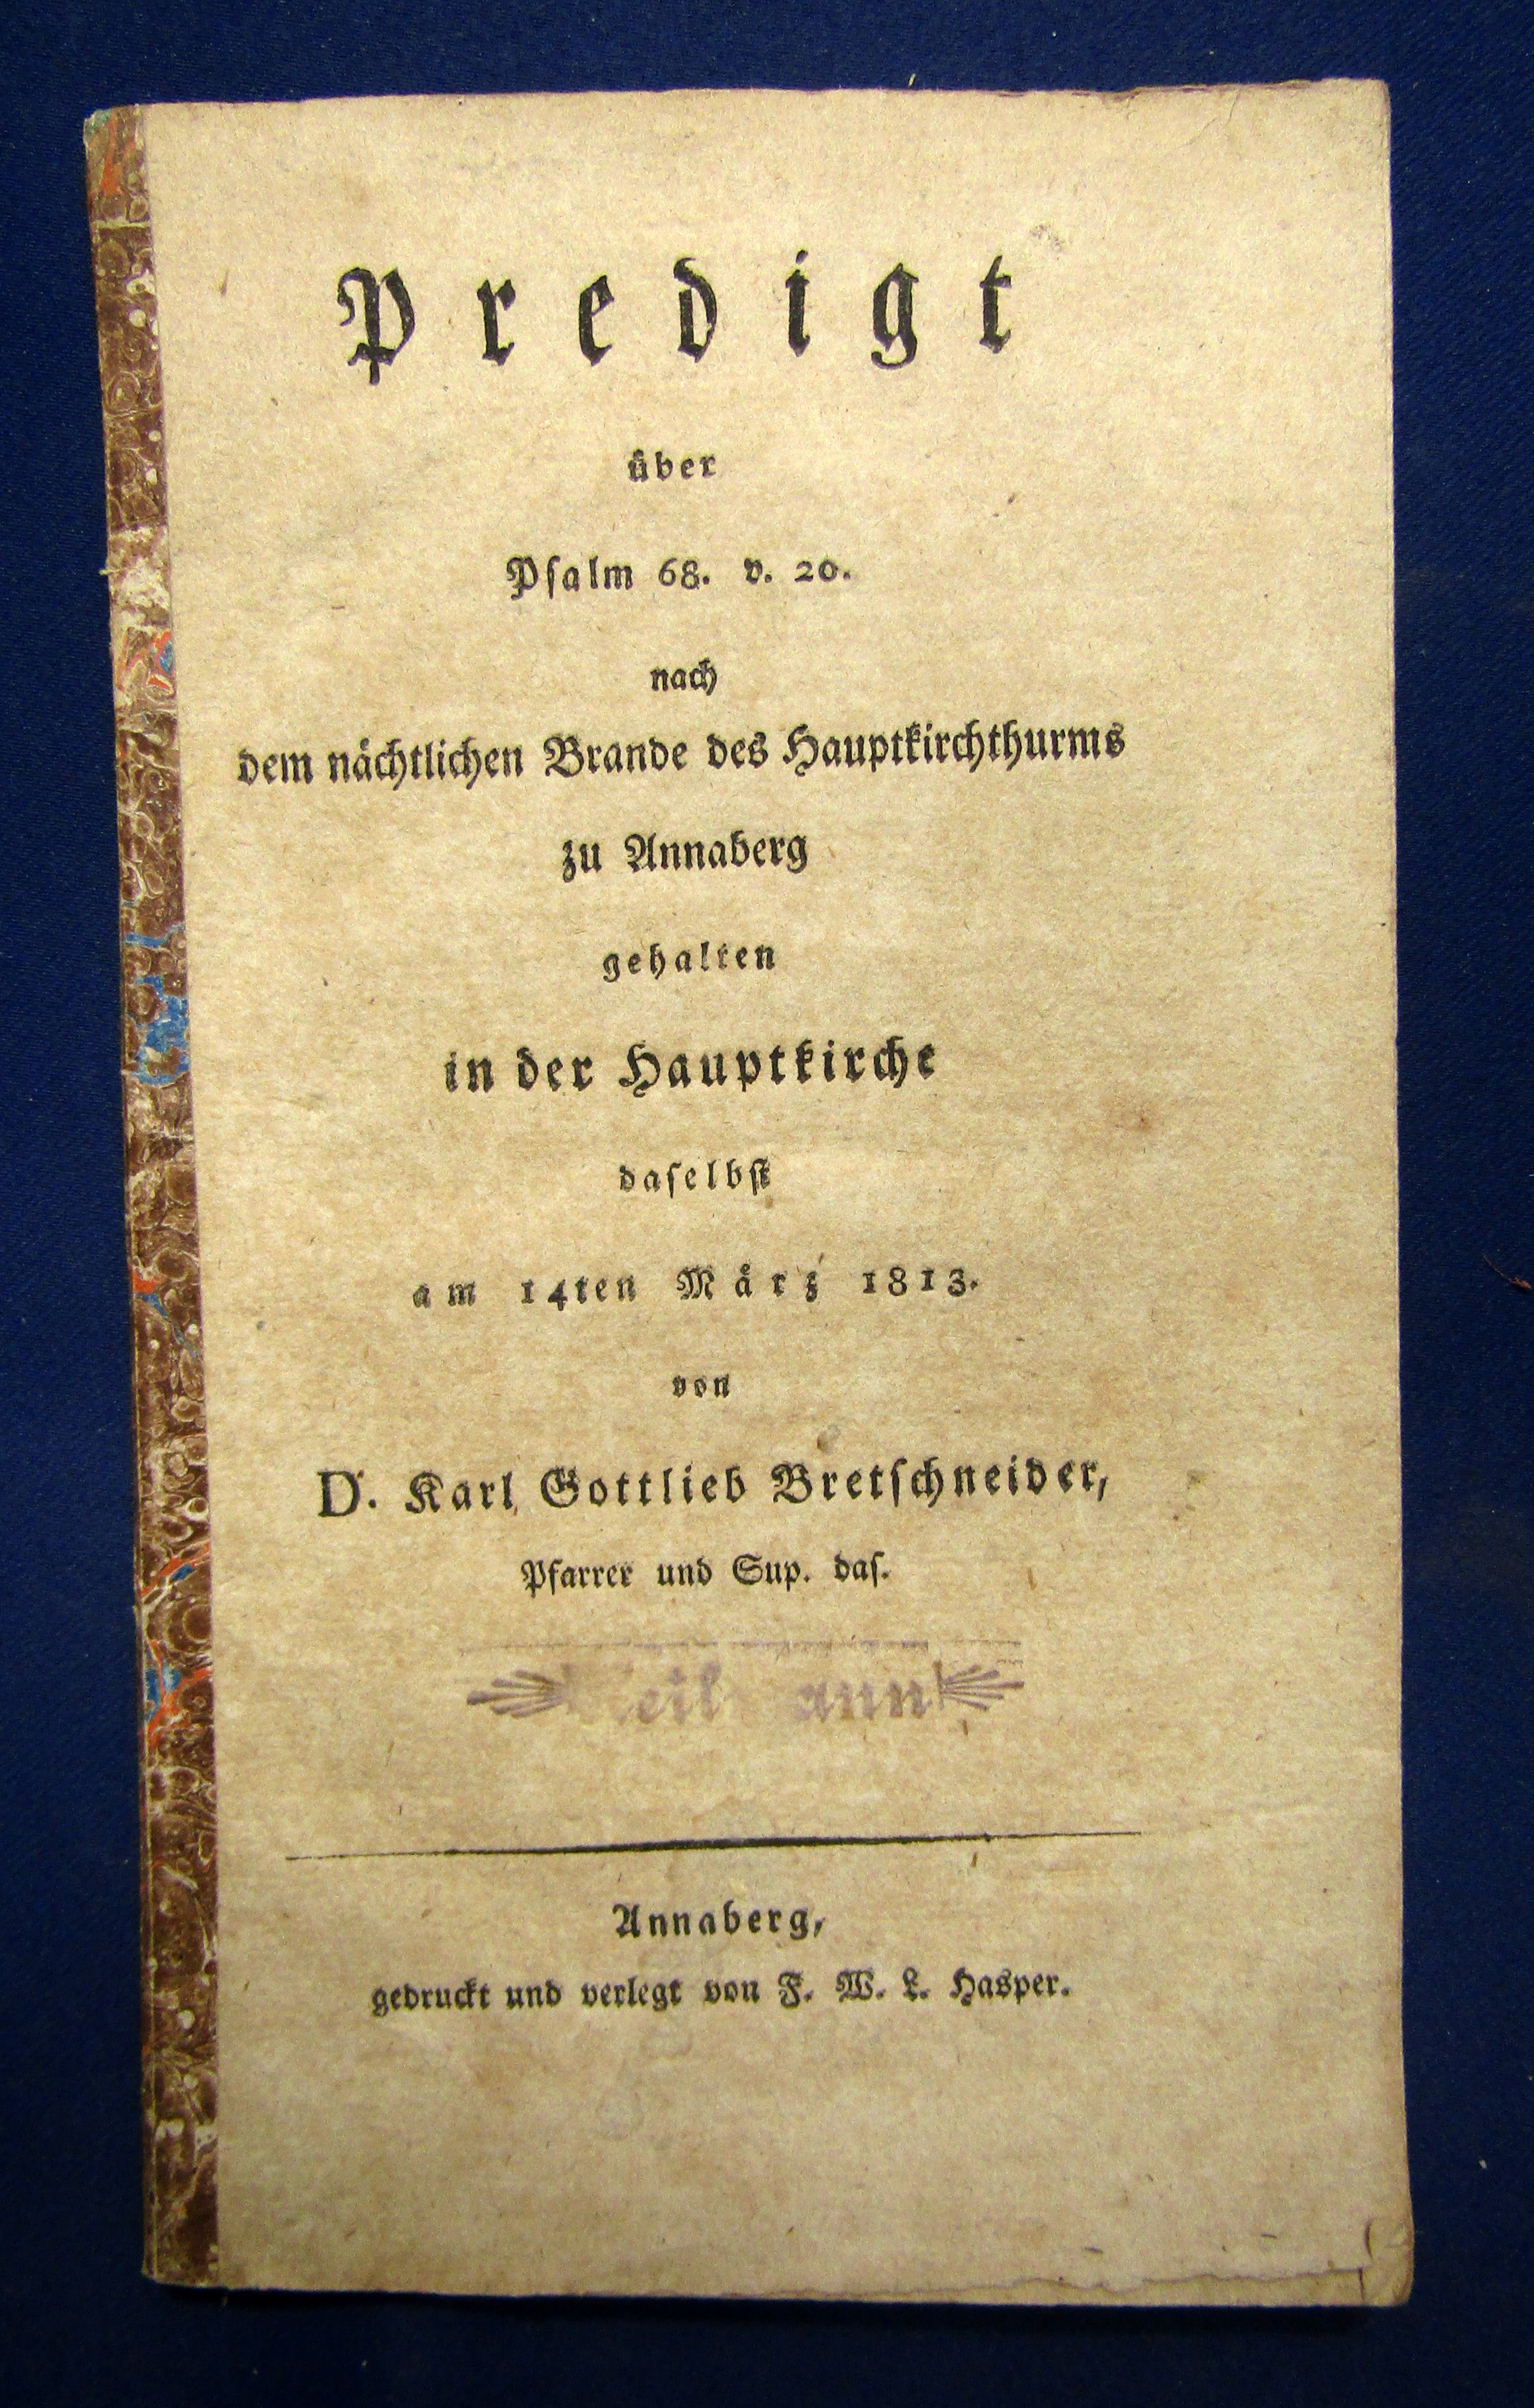 Predigt
über
Psalm 68. v. 20.
nach
dem nächtlichen Brande des Hauptkirchthurms
zu Annaberg
gehalten
in der Hauptkirche
daſelbſt
am 14ten März 1813.
von
D. Karl Gottlieb Bretſchneider,
Pfarrer und Sup. daſ.
Annaberg,
gedruckt und verlegt von F. W. L. Hasper.